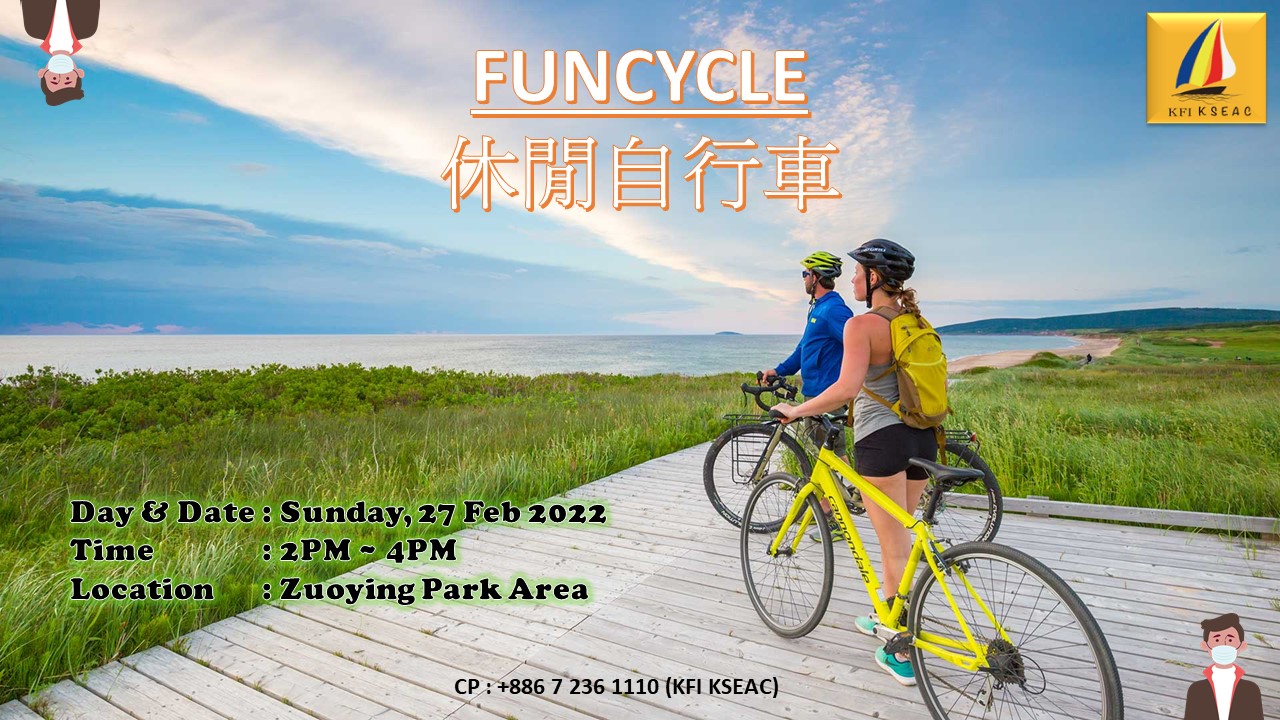 FUNCYCLE
休閒自行車
KFI KSEAC
cannondale
Day & Date : Sunday, 27 Feb 2022
Time : 2PM ~ 4PM
Location : Zuoying Park Area
CP : +886 7 236 1110 (KFI KSEAC)